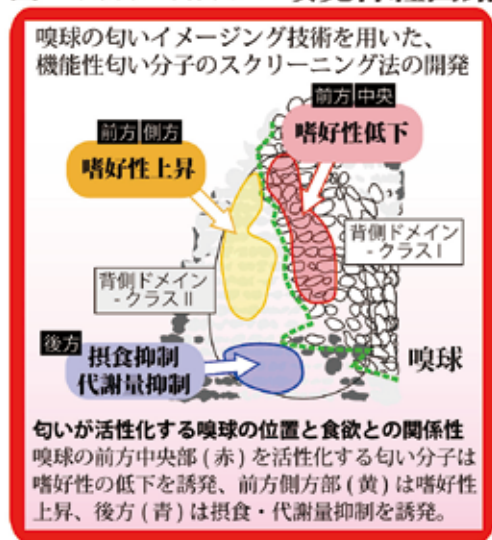 嗅球の匂いイメージング技術を用いた、
機能性匂い分子のスクリーニング法の開発
前方 中央
嗜好性低下
前方 側方
嗜好性上昇
背側ドメイン
- クラス I
背側ドメイン
- クラス II
後方
摂食抑制
代謝量抑制
嗅球
匂いが活性化する嗅球の位置と食欲との関係性
嗅球の前方中央部 ( 赤 ) を活性化する匂い分子は
嗜好性の低下を誘発、前方側方部 ( 黄 ) は嗜好性
上昇、後方 ( 青 ) は摂食・代謝量抑制を誘発。